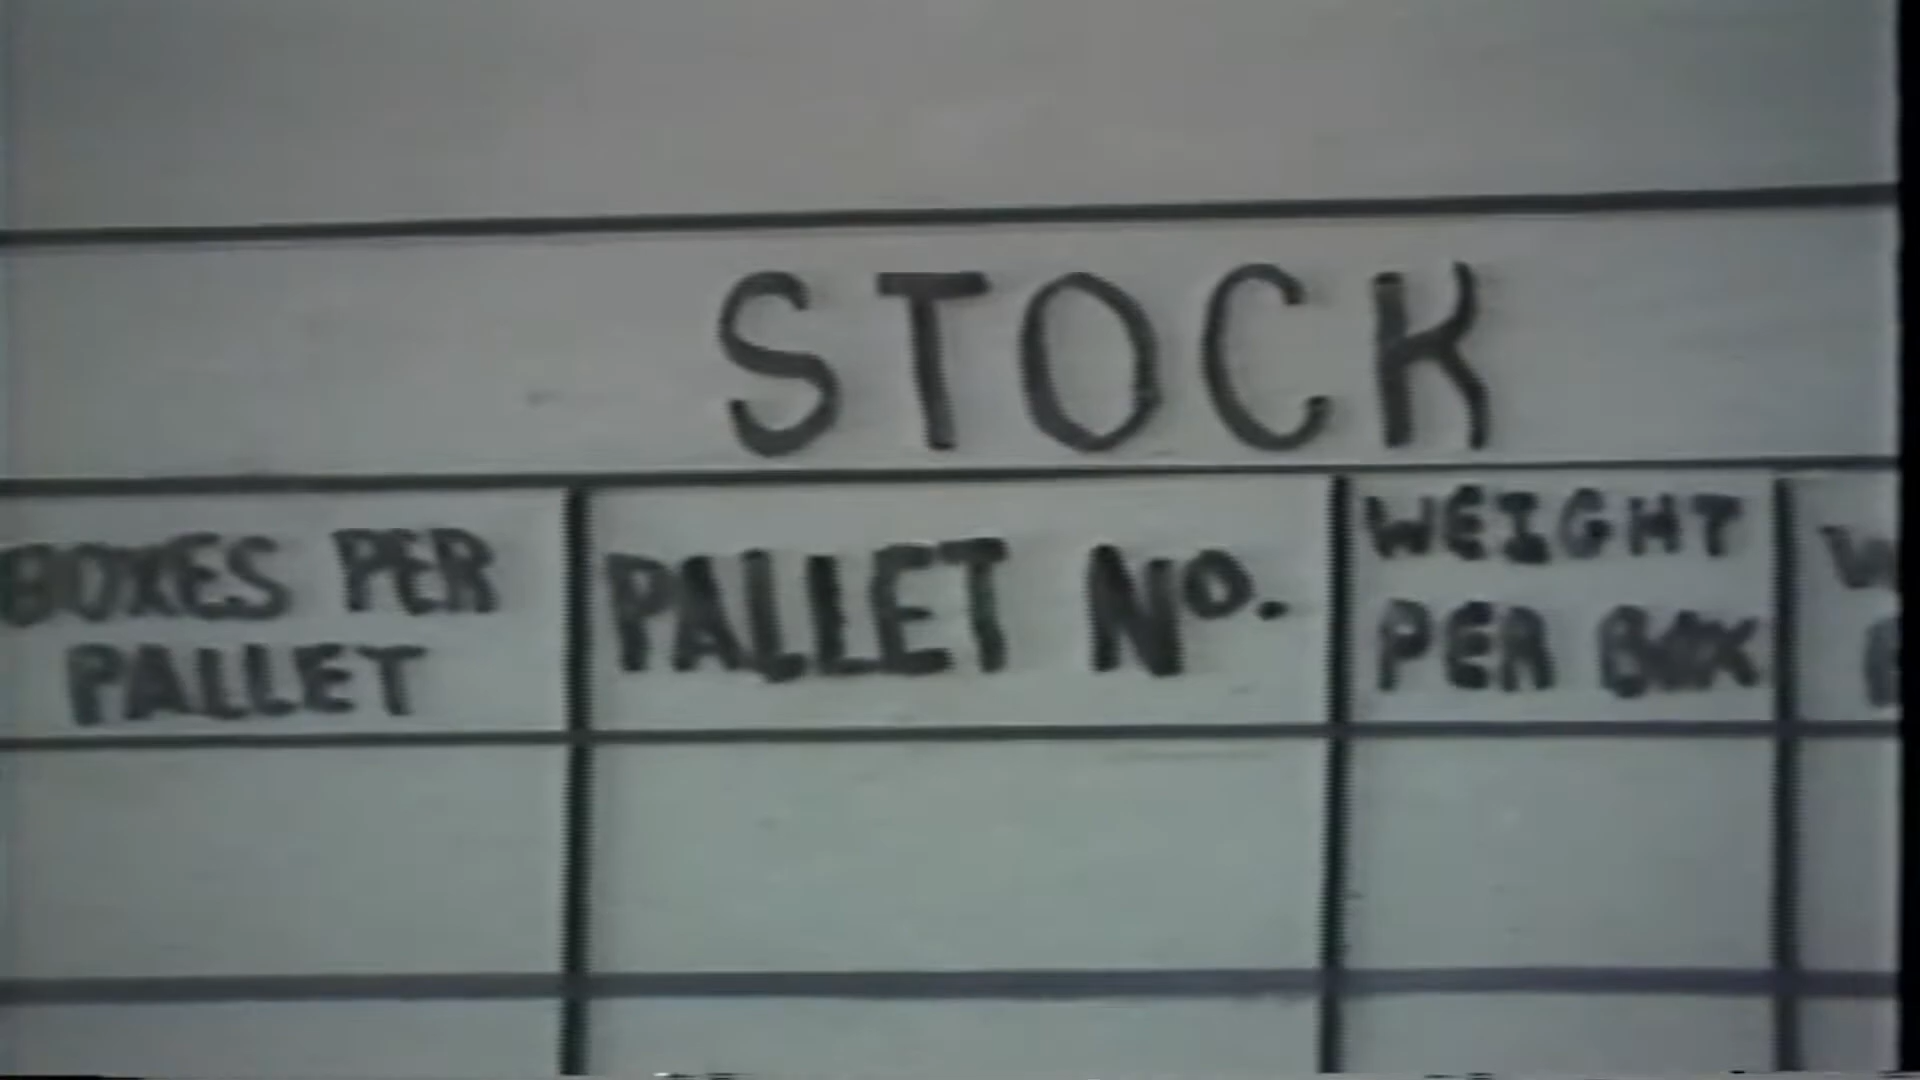 STOCK
BOXES PER
PALLET
PALLET No.
WEIGHT
PER BOX